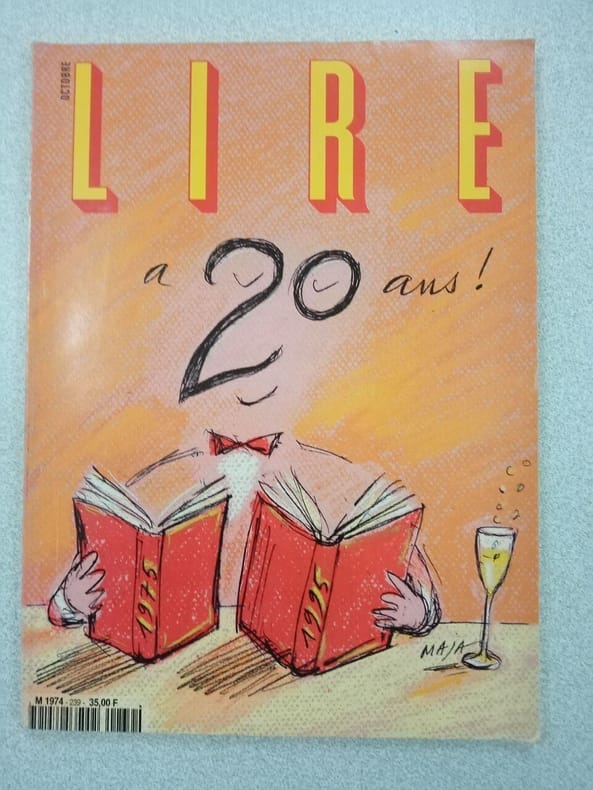 OCTOBRE
LIRE
a 20 ans !
1975
1995
MAJA
M 1974 - 239 - 35,00 F